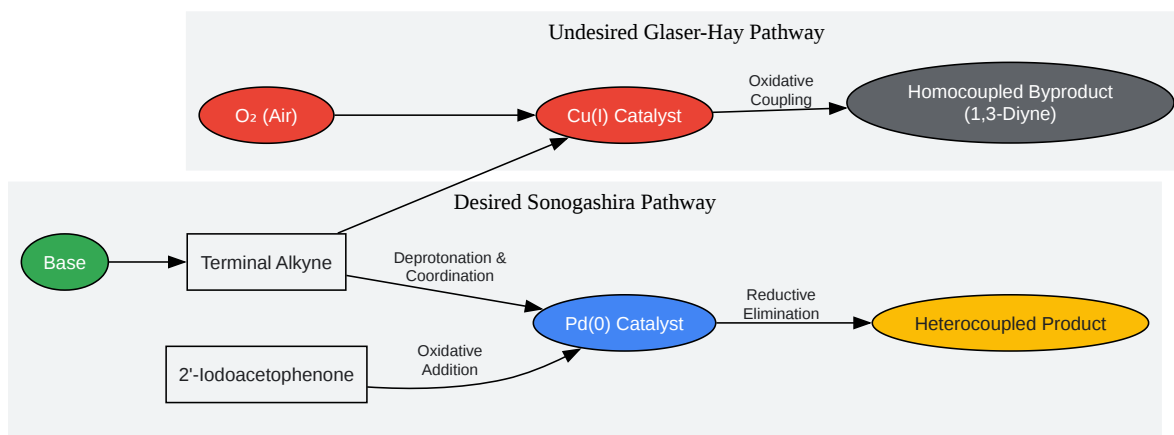 Undesired Glaser-Hay Pathway
O₂ (Air)
Cu(I) Catalyst
Oxidative
Coupling
Homocoupled Byproduct
(1,3-Diyne)
Desired Sonogashira Pathway
Base
Terminal Alkyne
Deprotonation &
Coordination
Pd(0) Catalyst
Reductive
Elimination
Heterocoupled Product
2'-Iodoacetophenone
Oxidative
Addition